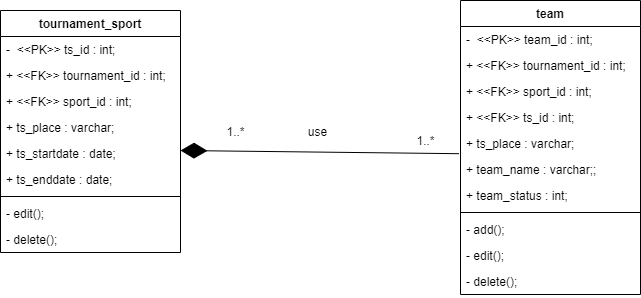 tournament_sport
- <<PK>> ts_id : int;
+ <<FK>> tournament_id : int;
+ <<FK>> sport_id : int;
+ ts_place : varchar;
+ ts_startdate : date;
+ ts_enddate : date;
- edit();
- delete();
1..*
use
1..*
team
- <<PK>> team_id : int;
+ <<FK>> tournament_id : int;
+ <<FK>> sport_id : int;
+ <<FK>> ts_id : int;
+ ts_place : varchar;
+ team_name : varchar;;
+ team_status : int;
- add();
- edit();
- delete();